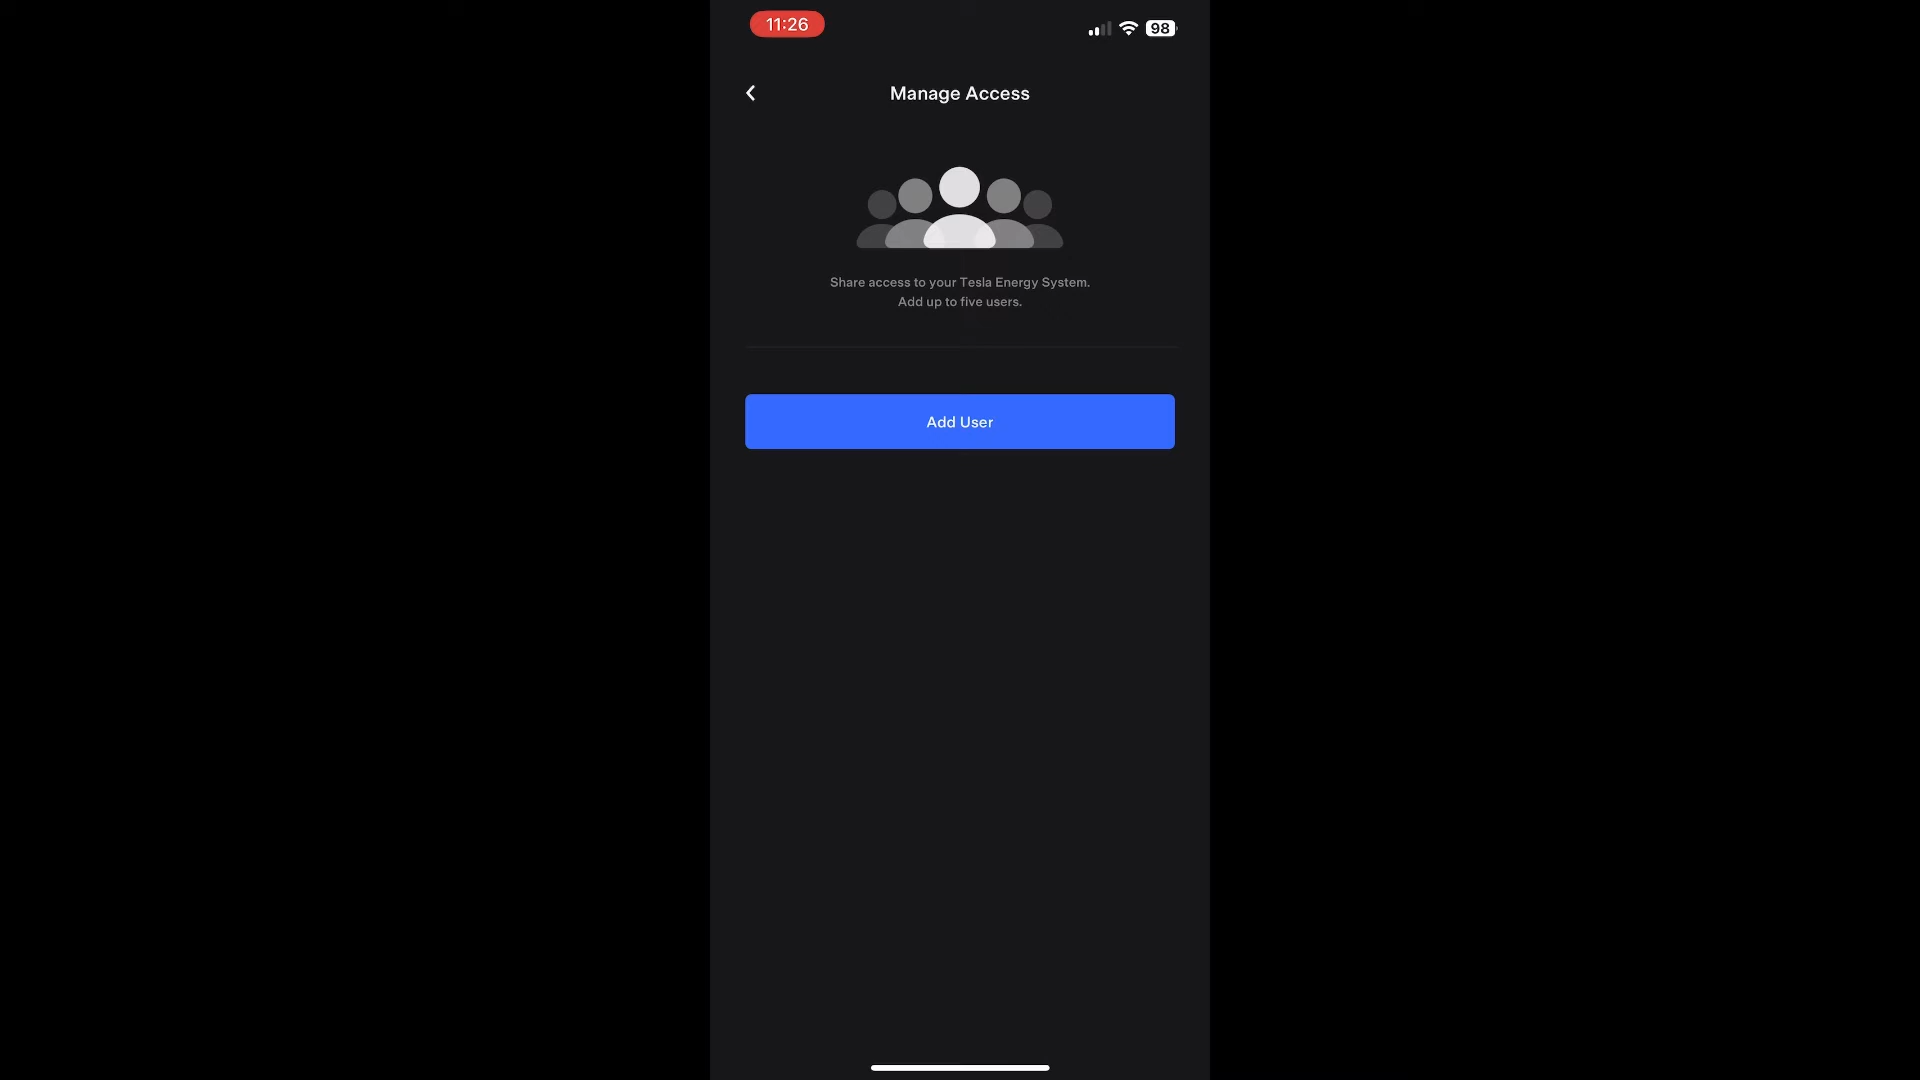 11:26
98
Manage Access
Share access to your Tesla Energy System.
Add up to five users.
Add User